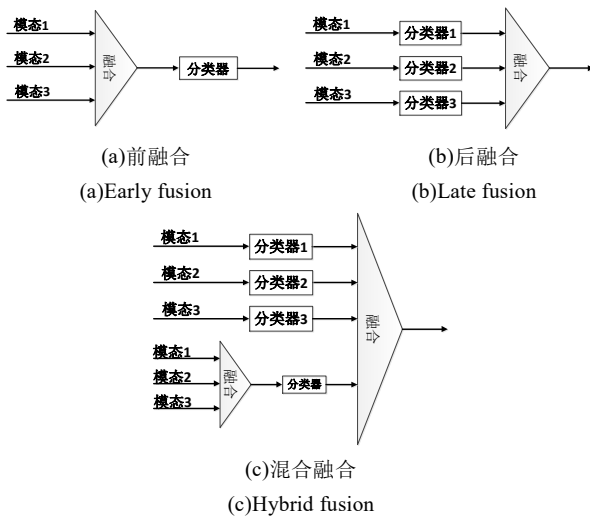 模态1
模态2
模态3
融合
分类器
(a)前融合
(a)Early fusion
模态1
模态2
模态3
分类器1
分类器2
分类器3
融合
(b)后融合
(b)Late fusion
模态1
模态2
模态3
分类器1
分类器2
分类器3
模态1
模态2
模态3
融合
分类器
融合
(c)混合融合
(c)Hybrid fusion